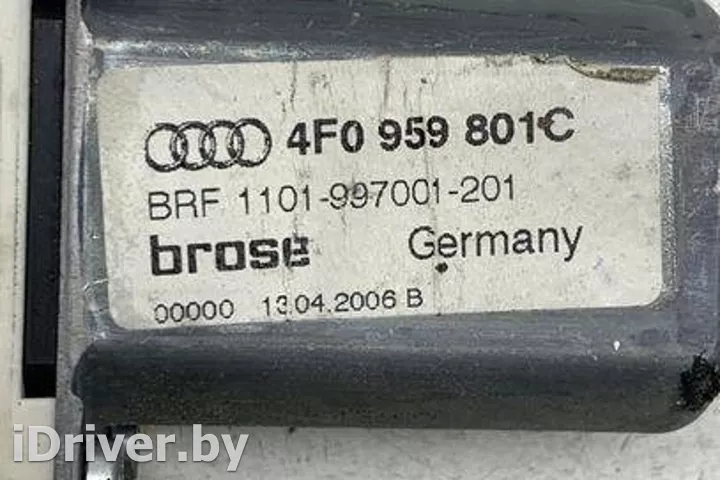 4F0 959 801C
BRF 1101-997001-201
brose Germany
00000 13.04.2006 B
iDriver.by